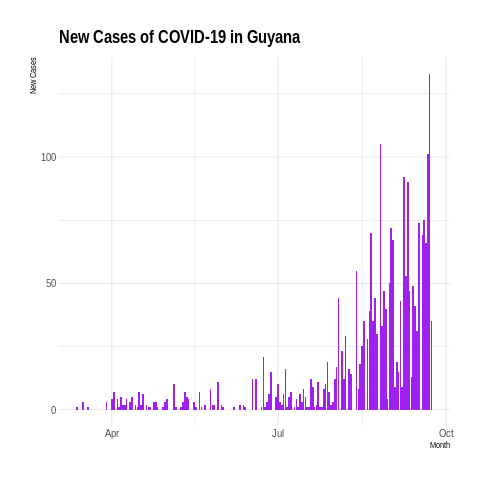 New Cases of COVID-19 in Guyana
New Cases
100
50
0
Apr
Jul
Oct
Month